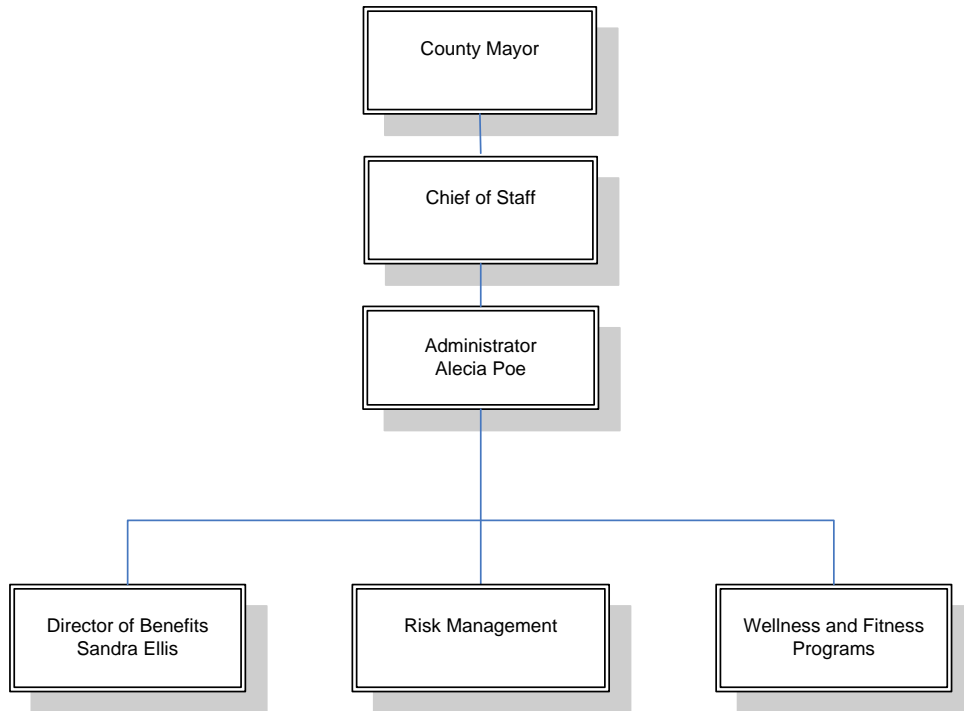 County Mayor
Chief of Staff
Administrator
Alecia Poe
Director of Benefits
Sandra Ellis
Risk Management
Wellness and Fitness
Programs